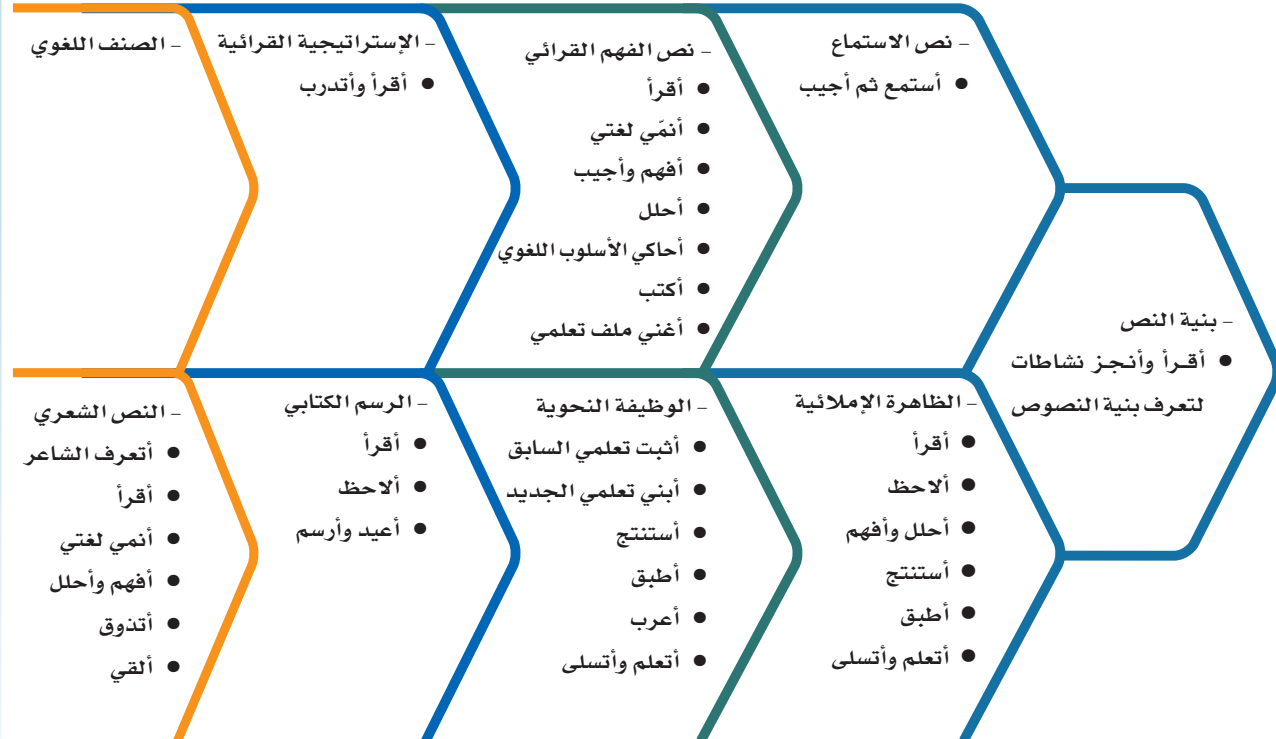 – بنية النص
● أقـرأ وأنجـز نشاطات
لتعرف بنية النصوص
– نص الاستماع
● أستمع ثم أجيب
– نص الفهم القرائي
● أقرأ
● أنمّي لغتي
● أفهم وأجيب
● أحلل
● أحاكي الأسلوب اللغوي
● أكتب
● أغني ملف تعلمي
– الإستراتيجية القرائية
● أقرأ وأتدرب
– الصنف اللغوي
– الظاهرة الإملائية
● أقرأ
● ألاحظ
● أحلل وأفهم
● أستنتج
● أطبق
● أتعلم وأتسلى
– الوظيفة النحوية
● أثبت تعلمي السابق
● أبني تعلمي الجديد
● أستنتج
● أطبق
● أعرب
● أتعلم وأتسلى
– الرسم الكتابي
● أقرأ
● ألاحظ
● أعيد وأرسم
– النص الشعري
● أتعرف الشاعر
● أقرأ
● أنمي لغتي
● أفهم وأحلل
● أتذوق
● ألقي